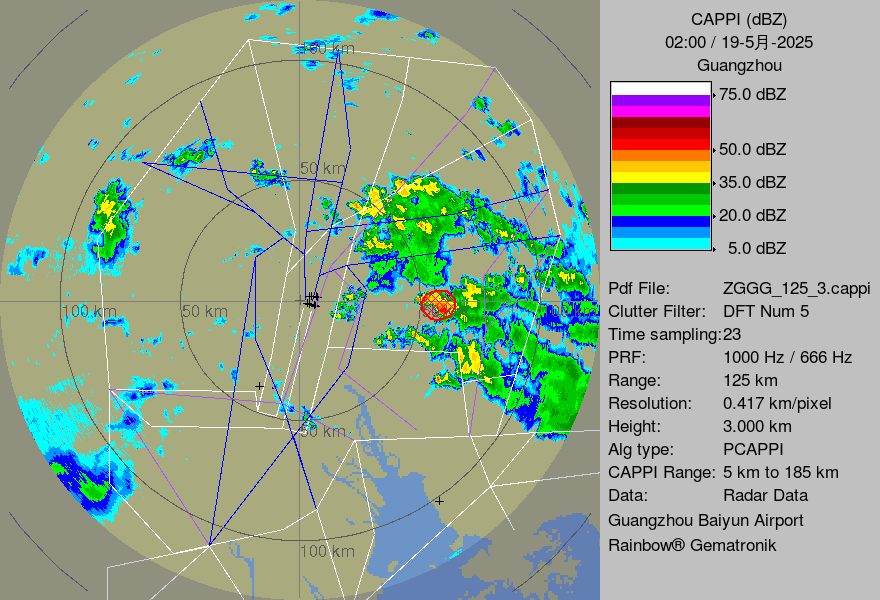 CAPPI (dBZ)
02:00 / 19-5月-2025
Guangzhou
75.0 dBZ
50.0 dBZ
35.0 dBZ
20.0 dBZ
5.0 dBZ
Pdf File: ZGGG_125_3.cappi
Clutter Filter: DFT Num 5
Time sampling:23
PRF: 1000 Hz / 666 Hz
Range: 125 km
Resolution: 0.417 km/pixel
Height: 3.000 km
Alg type: PCAPPI
CAPPI Range: 5 km to 185 km
Data: Radar Data
Guangzhou Baiyun Airport
Rainbow® Gematronik
100 km
50 km
100 km
50 km
50 km
100 km